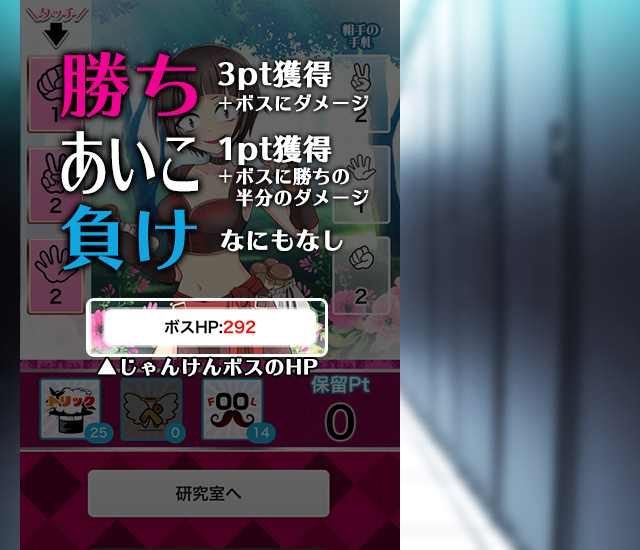 タッチ!
相手の
手札
勝ち
3pt獲得
＋ボスにダメージ
あいこ
1pt獲得
＋ボスに勝ちの
半分のダメージ
負け
なにもなし
1
2
2
2
1
2
ボスHP:292
▲じゃんけんボスのHP
トリック
25
0
FOOL
14
保留Pt
0
研究室へ